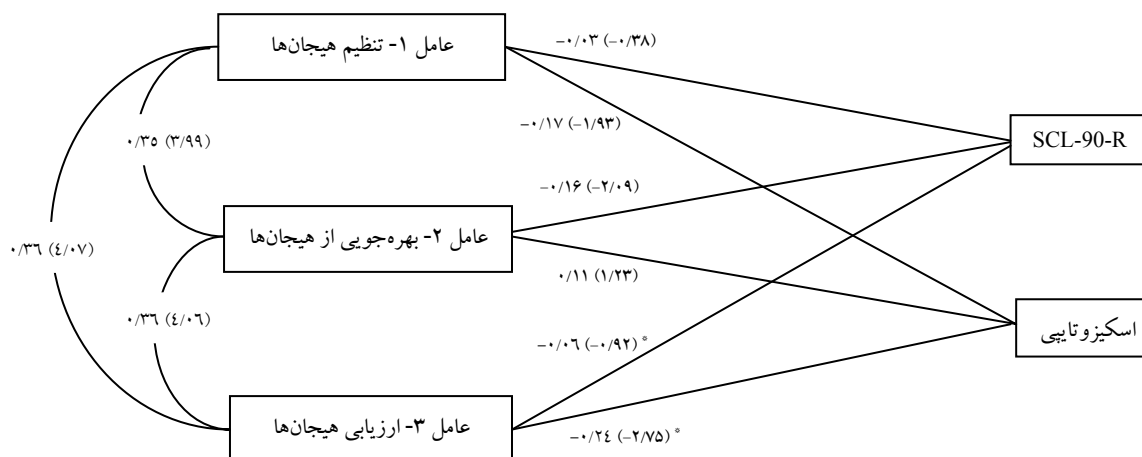 عامل ۱- تنظیم هیجان‌ها
−۰/۰۳ (−۰/۳۸)
−۰/۱۷ (−۱/۹۳)
۰/۳۵ (۳/۹۹)
SCL-90-R
−۰/۱۶ (−۲/۰۹)
عامل ۲- بهره‌جویی از هیجان‌ها
۰/۳٦ (٤/۰۷)
۰/۱۱ (۱/۲۳)
۰/۳٦ (٤/۰٦)
اسکیزوتایپی
−۰/۰٦ (−۰/۹۲) *
عامل ۳- ارزیابی هیجان‌ها
−۰/۲٤ (−۲/۷۵) *